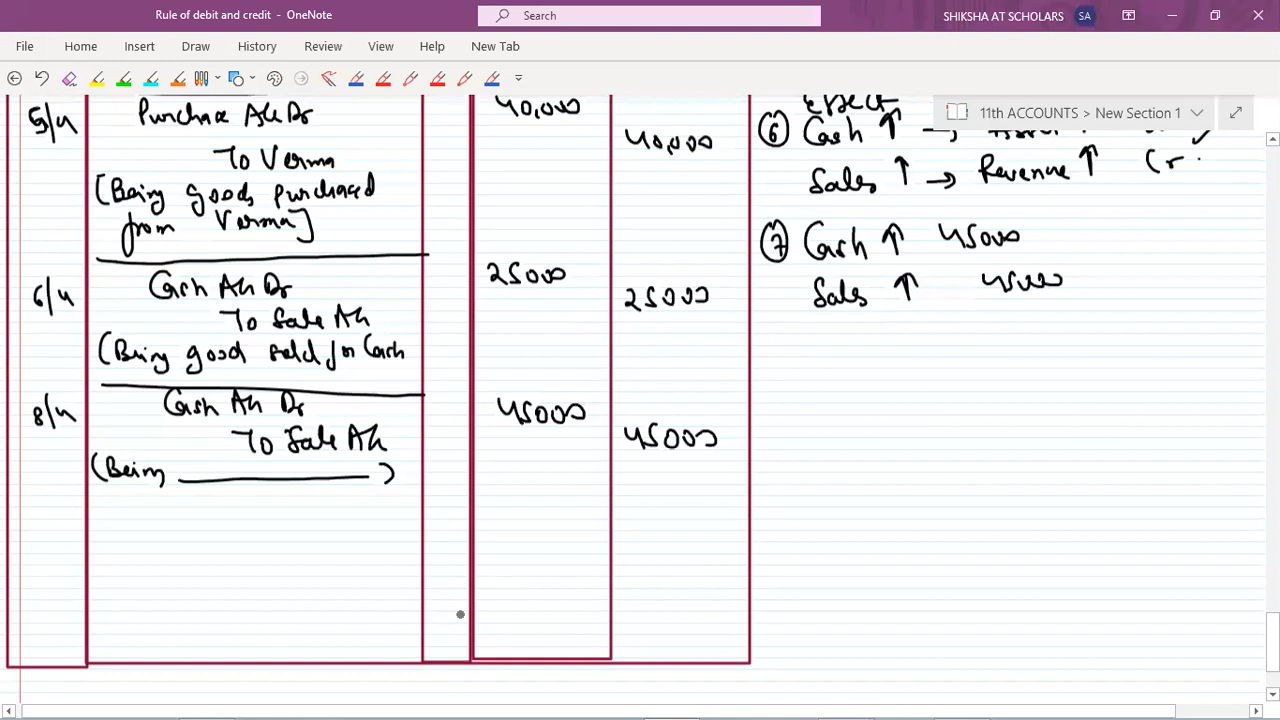 Rule of debit and credit - OneNote
Search
SHIKSHA AT SCHOLARS SA
File Home Insert Draw History Review View Help New Tab
11th ACCOUNTS > New Section 1
5/4 Purchase A/c Dr 40,000
To Verma 40,000
(Being goods purchased
from Verma]
6/4 Cash A/c Dr 25000
To Sale A/c 25000
(Being good sold for Cash
8/4 Cash A/c Dr 45000
To Sale A/c 45000
(Being )
Effect
⑥ Cash ↑ →
Sales ↑ → Revenue ↑ Cr.
⑦ Cash ↑ 45000
Sales ↑ 45000